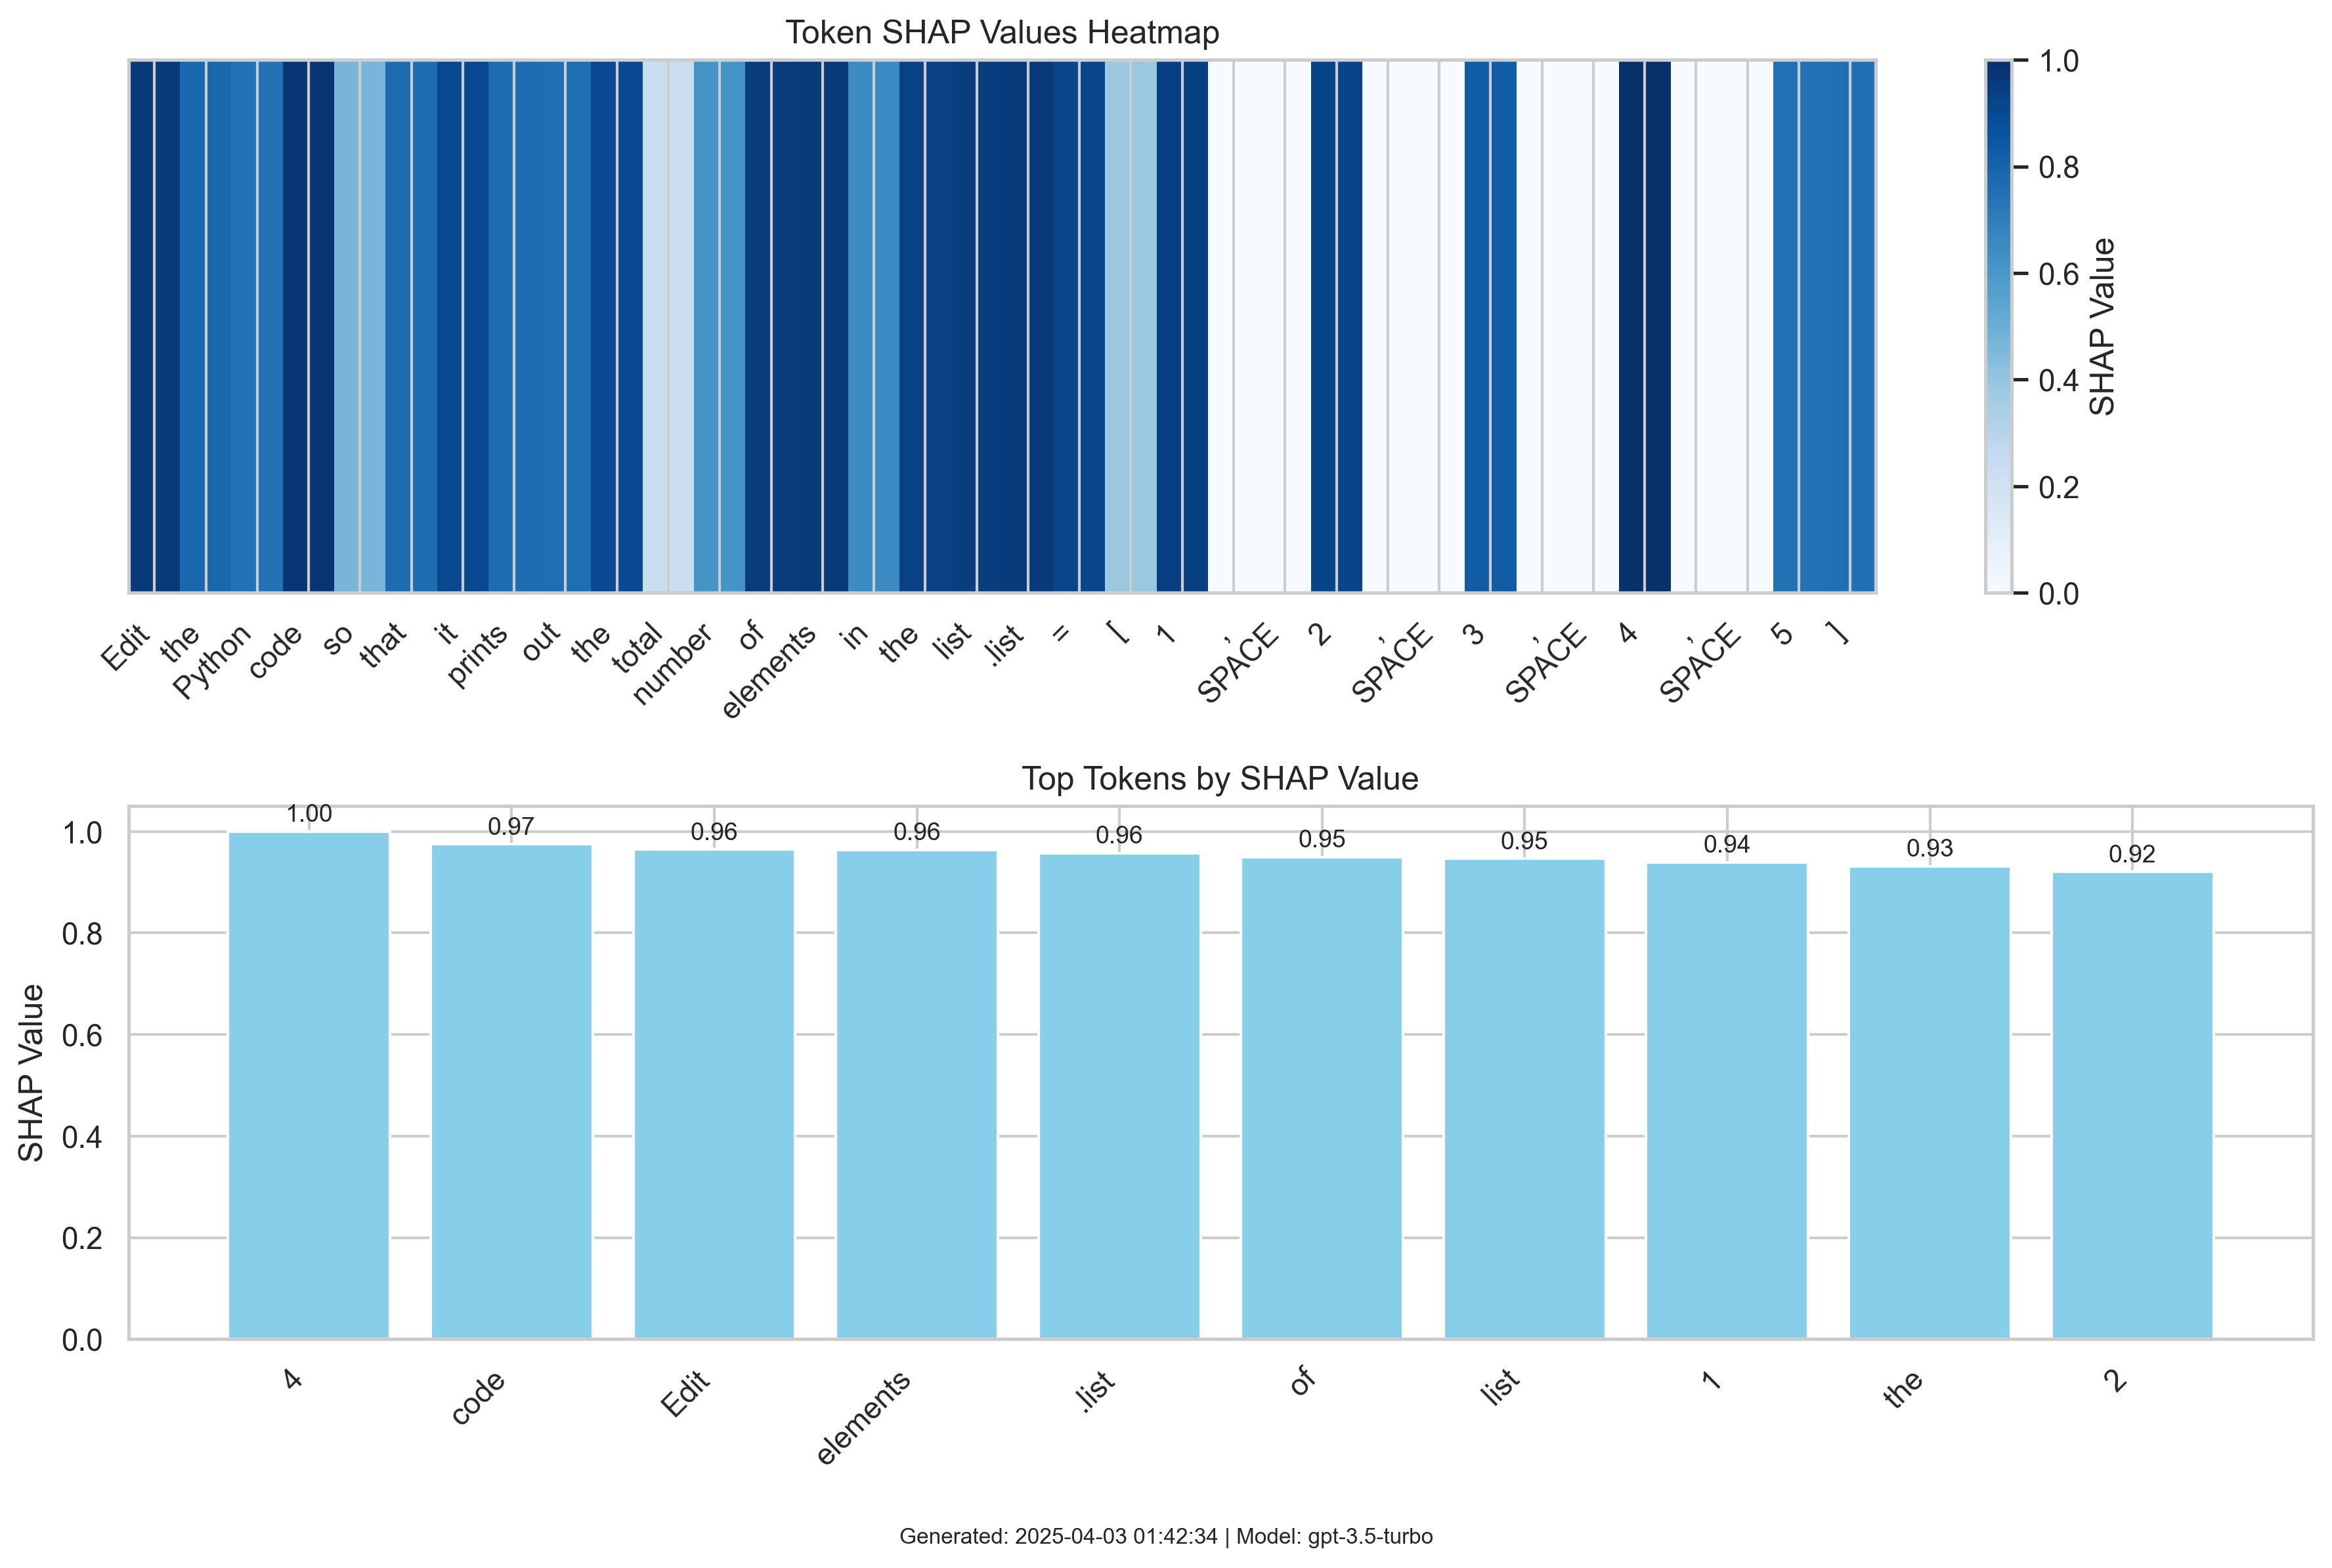 Token SHAP Values Heatmap
1.0
0.8
0.6
0.4
0.2
0.0
SHAP Value
Edit
the
Python
code
so
that
it
prints
out
the
total
number
of
elements
in
the
list
.list
=
[
1
,
SPACE
2
,
SPACE
3
,
SPACE
4
,
SPACE
5
]
Top Tokens by SHAP Value
SHAP Value
1.0
0.8
0.6
0.4
0.2
0.0
1.00
0.97
0.96
0.96
0.96
0.95
0.95
0.94
0.93
0.92
4
code
Edit
elements
.list
of
list
1
the
2
Generated: 2025-04-03 01:42:34 | Model: gpt-3.5-turbo